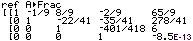 ref A▸Frac
[[1 -1/9 8/9 -2/9 65/9
[0 1 -22/41 -35/41 278/41
[0 0 1 -401/418 6
[0 0 0 1 -8.5E-13